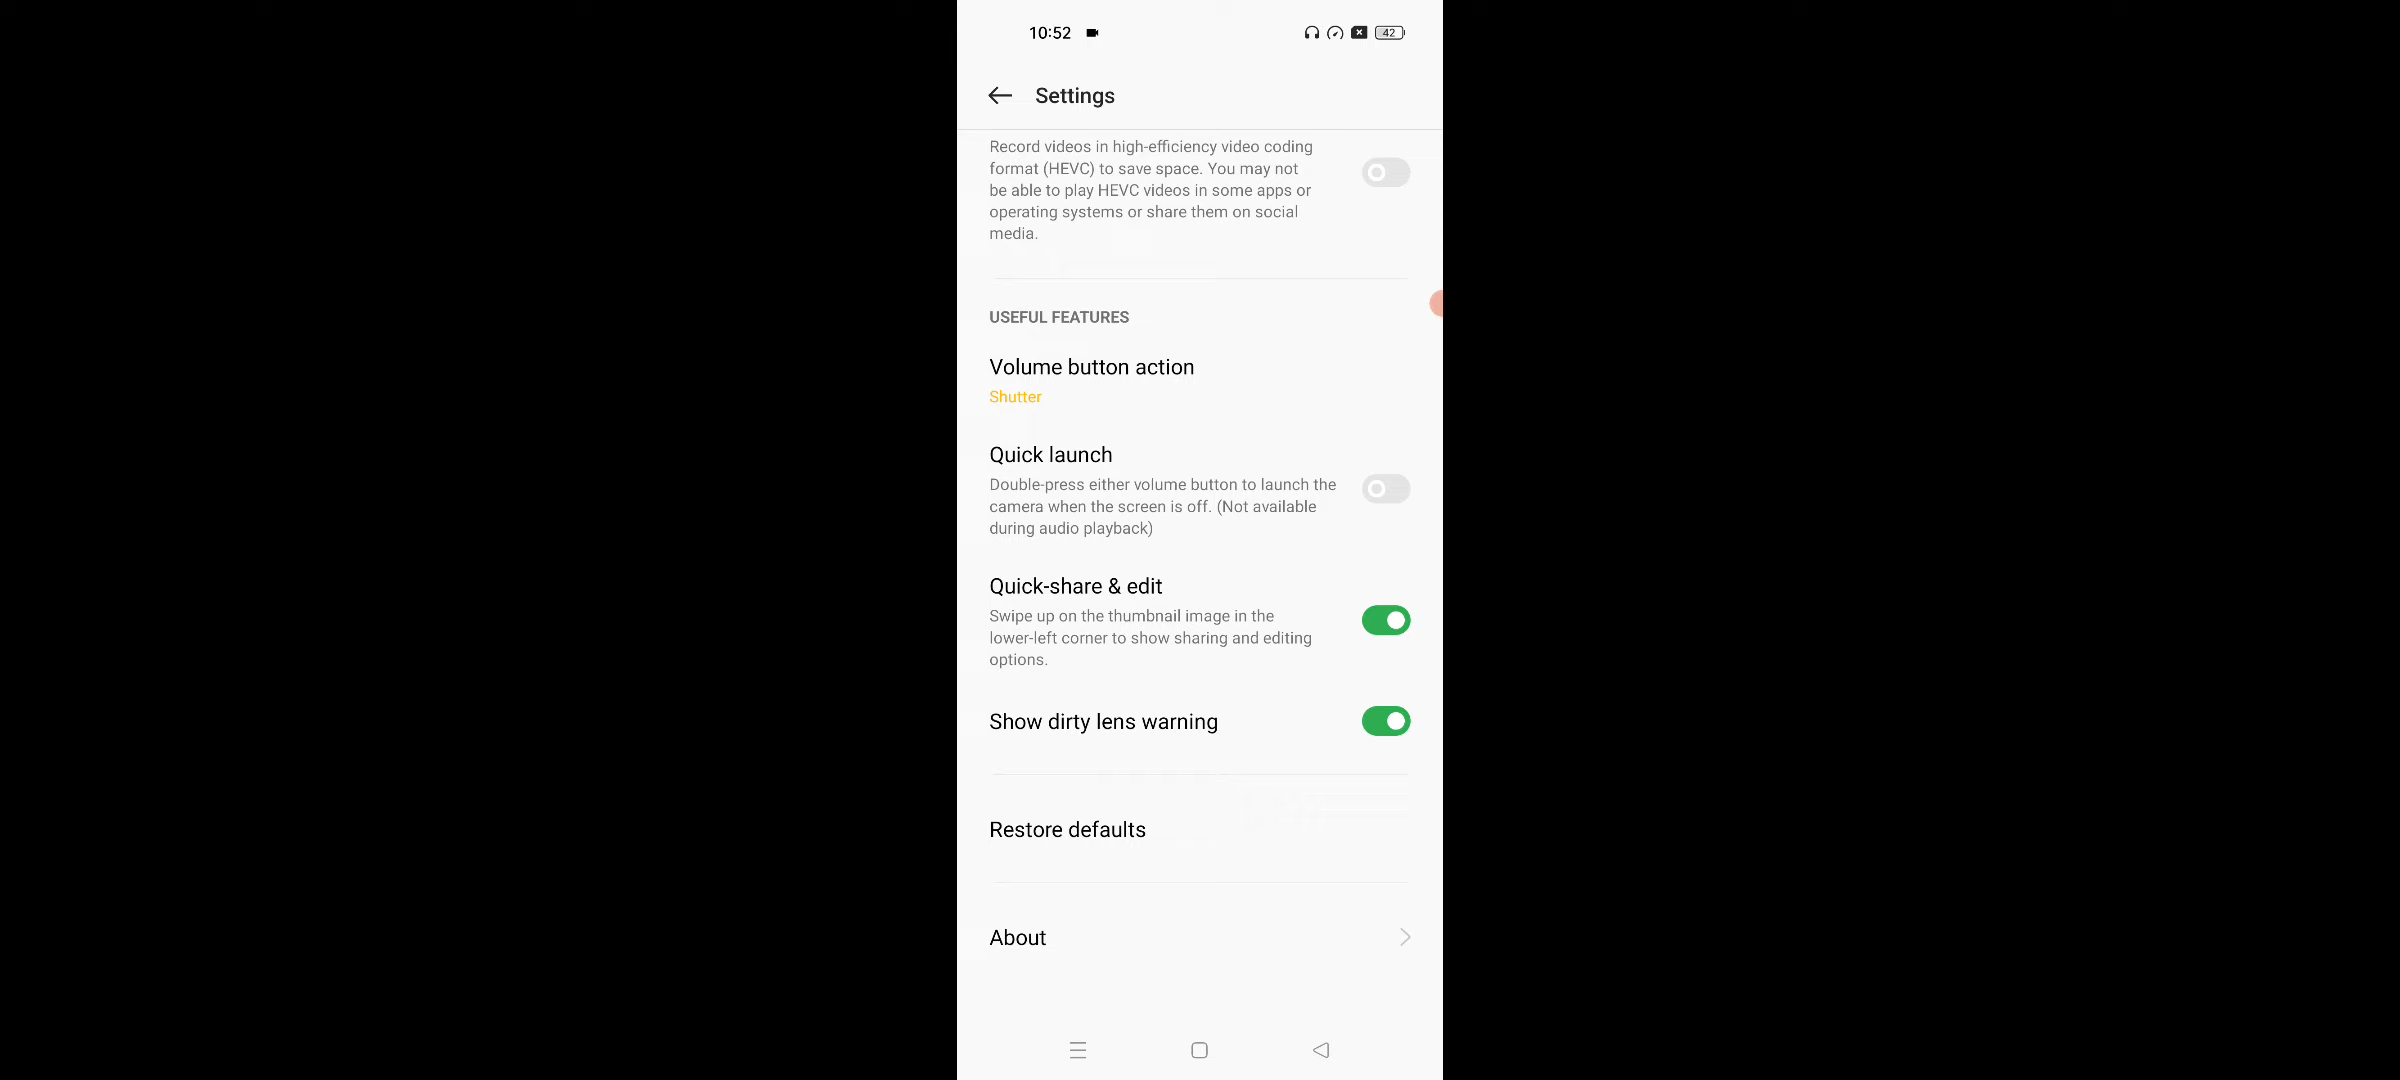 10:52
42
Settings
Record videos in high-efficiency video coding
format (HEVC) to save space. You may not
be able to play HEVC videos in some apps or
operating systems or share them on social
media.
USEFUL FEATURES
Volume button action
Shutter
Quick launch
Double-press either volume button to launch the
camera when the screen is off. (Not available
during audio playback)
Quick-share & edit
Swipe up on the thumbnail image in the
lower-left corner to show sharing and editing
options.
Show dirty lens warning
Restore defaults
About